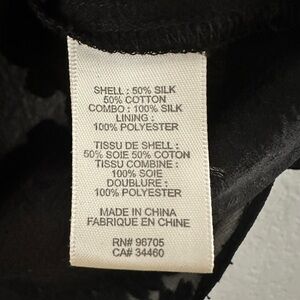 SHELL : 50% SILK
50% COTTON
COMBO : 100% SILK
LINING :
100% POLYESTER
TISSU DE SHELL :
50% SOIE 50% COTON
TISSU COMBINE :
100% SOIE
DOUBLURE :
100% POLYESTER
MADE IN CHINA
FABRIQUE EN CHINE
RN# 96705
CA# 34460